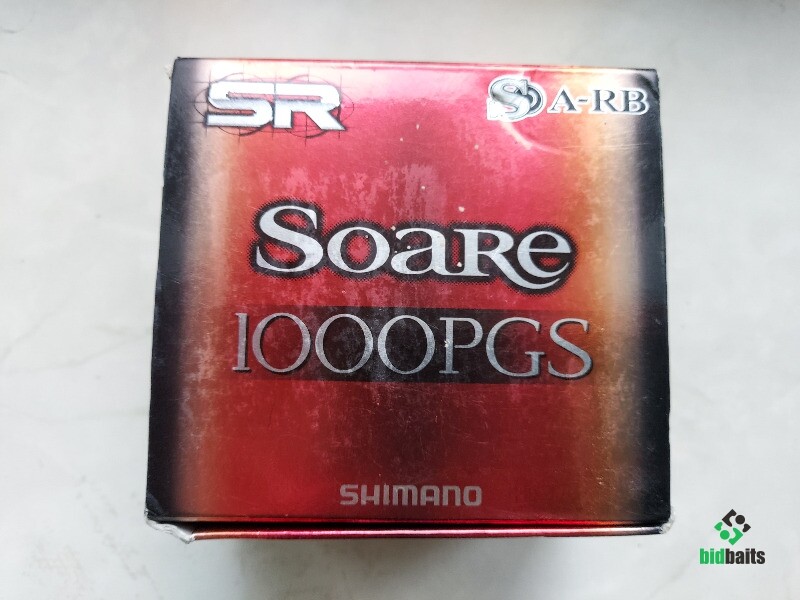 SR
S A-RB
Soare
1000PGS
SHIMANO
bidbaits